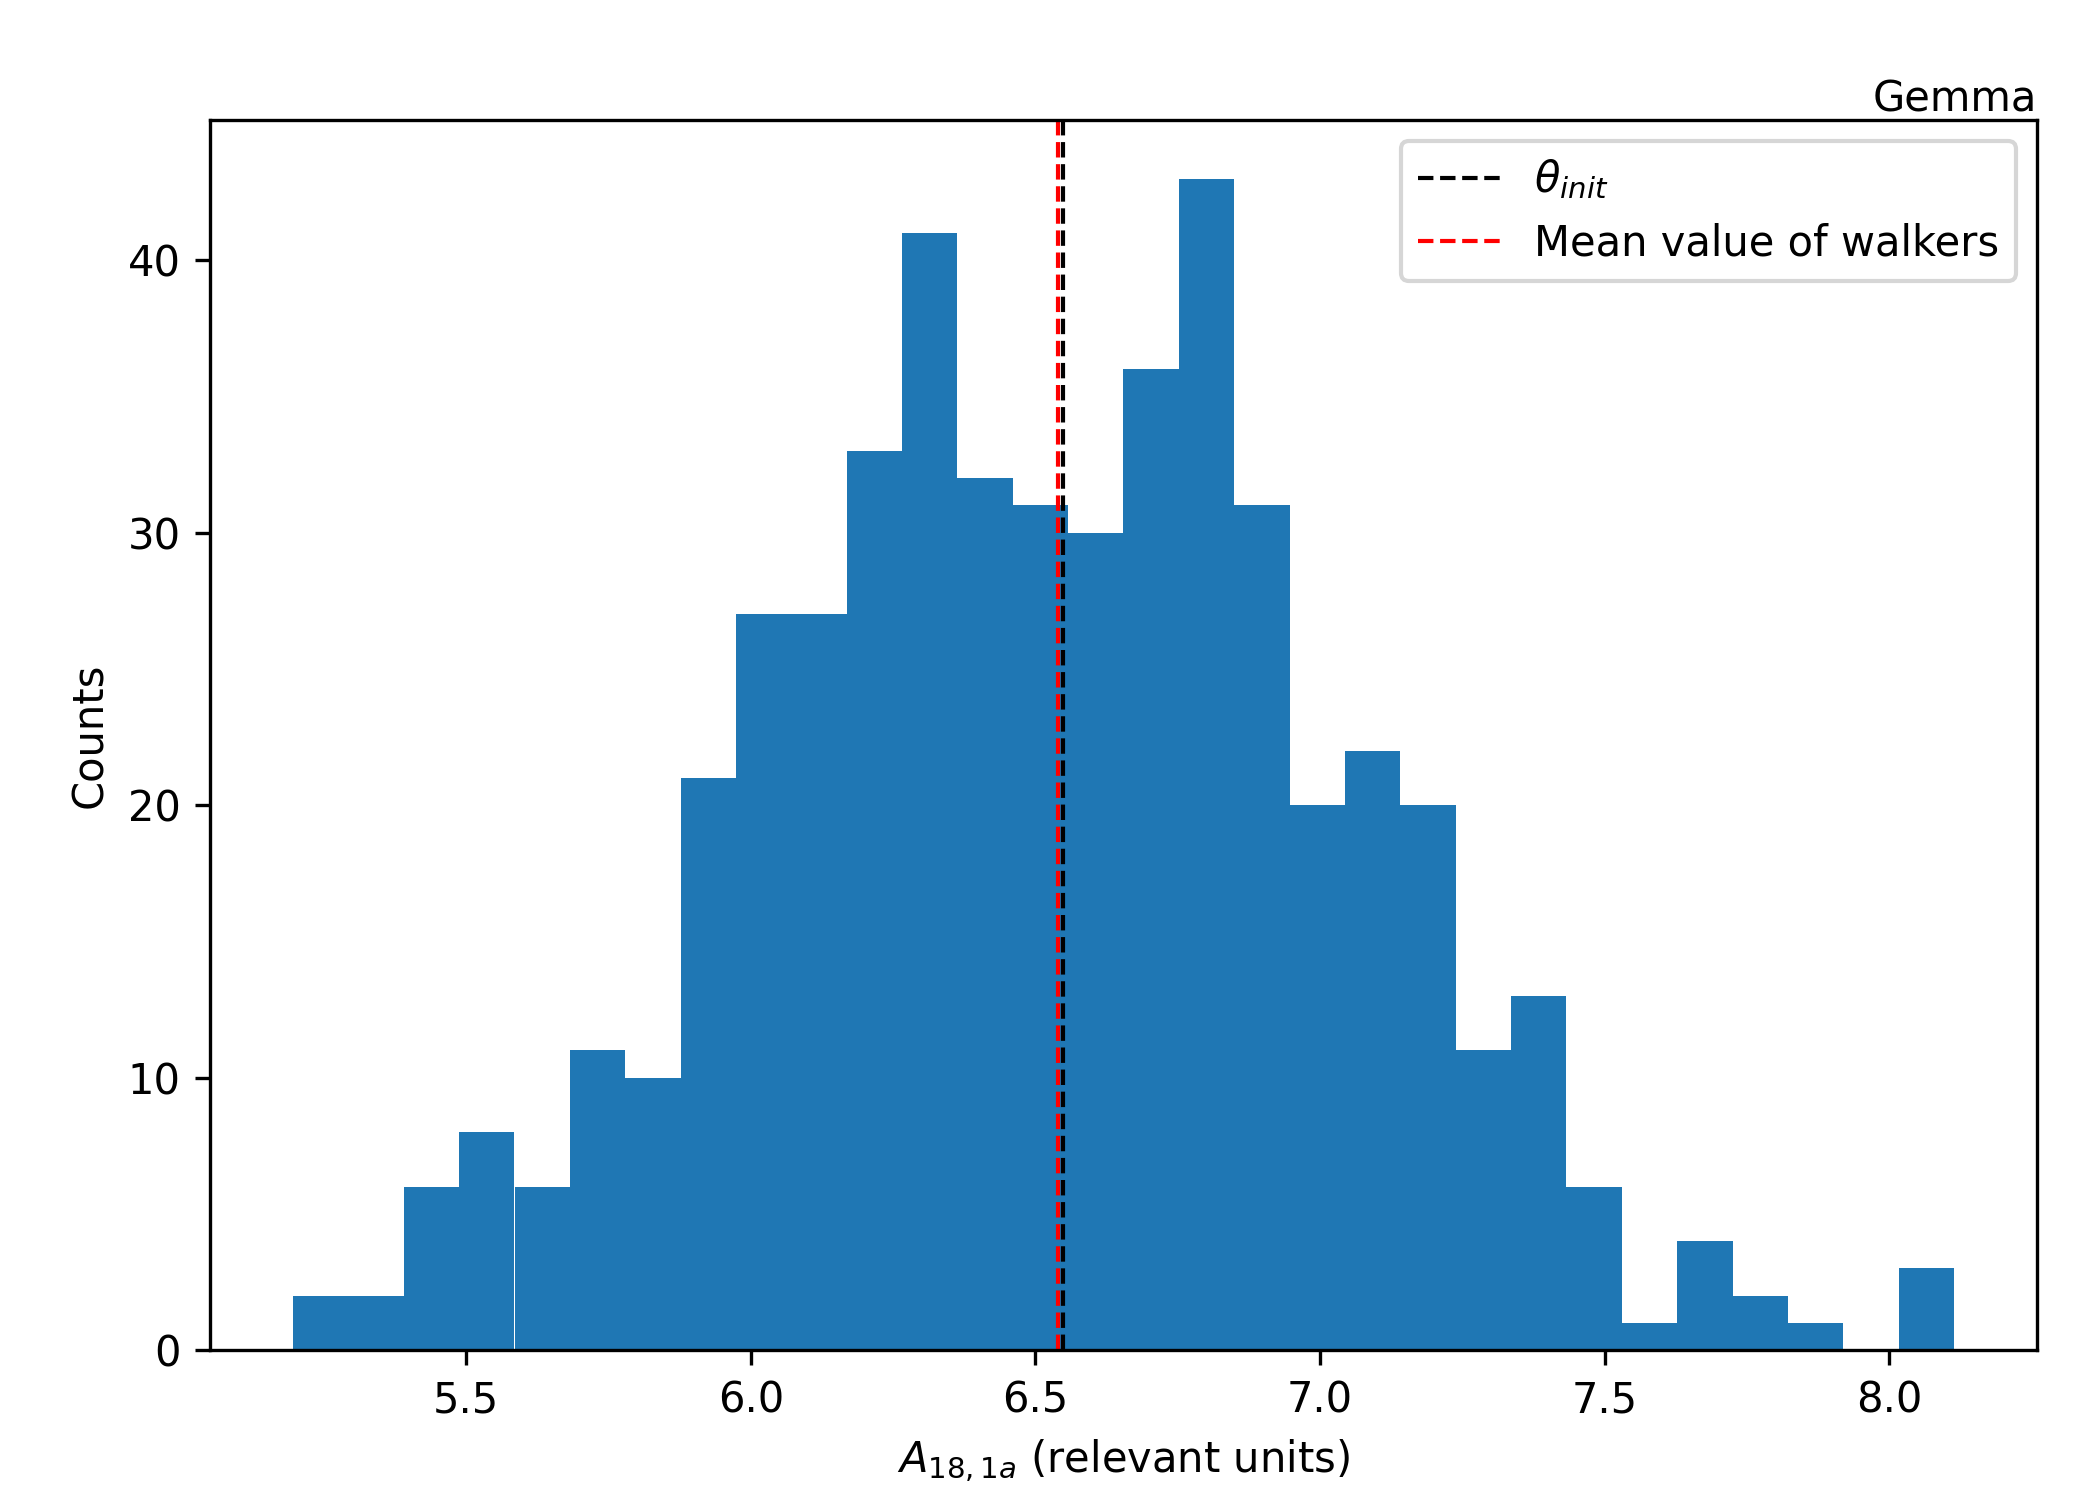 Gemma
θ_init
Mean value of walkers
40
30
20
10
0
Counts
5.5 6.0 6.5 7.0 7.5 8.0
A_18,1a (relevant units)